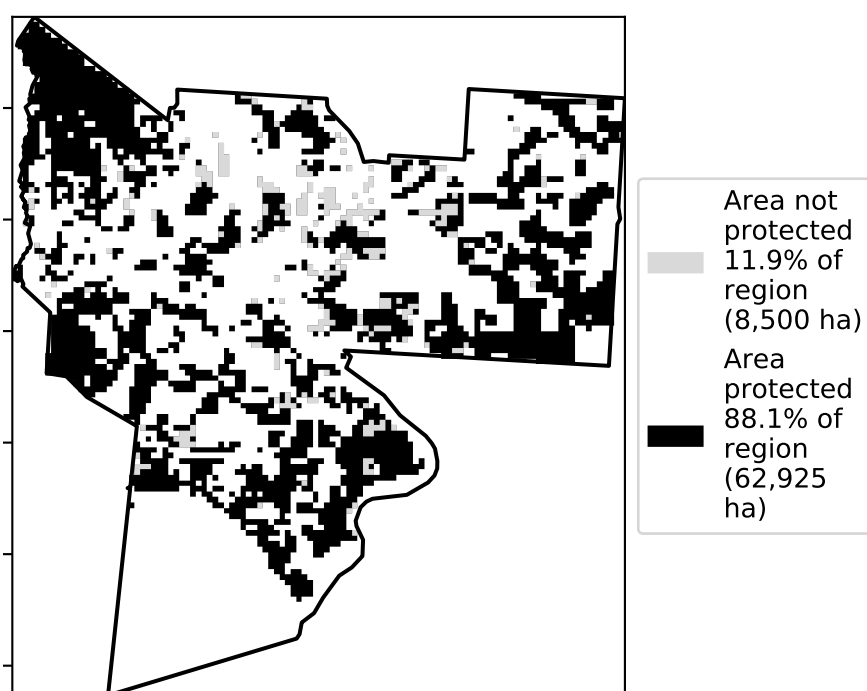 Area not
protected
11.9% of
region
(8,500 ha)
Area
protected
88.1% of
region
(62,925
ha)